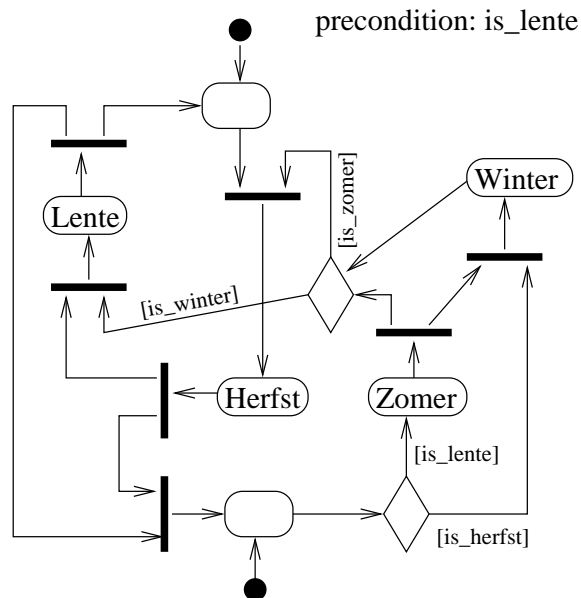 precondition: is_lente
Winter
[is_zomer]
Lente
[is_winter]
Herfst
Zomer
[is_lente]
[is_herfst]